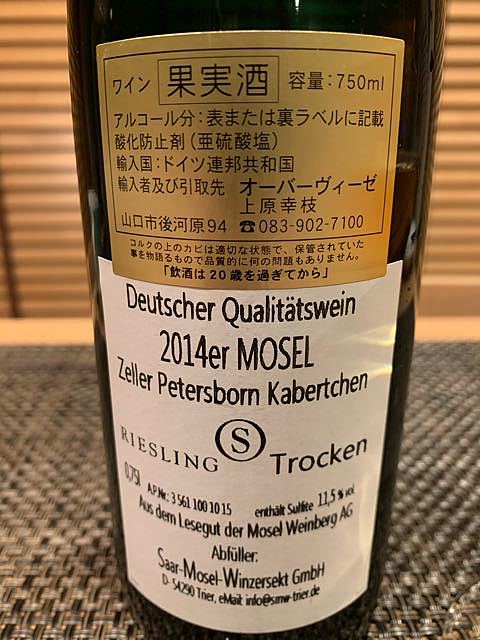 ワイン 果実酒 容量:750ml
アルコール分:表または裏ラベルに記載
酸化防止剤(亜硫酸塩)
輸入国:ドイツ連邦共和国
輸入者及び引取先 オーバーヴィーゼ
上原幸枝
山口市後河原94 ☎083-902-7100
コルクの上のカビは適切な状態で、保管されていた
事を物語るもので品質的に何の問題もありません。
「飲酒は20歳を過ぎてから」
Deutscher Qualitätswein
2014er MOSEL
Zeller Petersborn Kabertchen
RIESLING S Trocken
0,75l A.P.Nr.: 3 561 100 10 15 enthält Sulfite 11,5 % vol
Aus dem Lesegut der Mosel Weinberg AG
Abfüller:
Saar-Mosel-Winzersekt GmbH
D- 54290 Trier, eMail: info@smw-trier.de